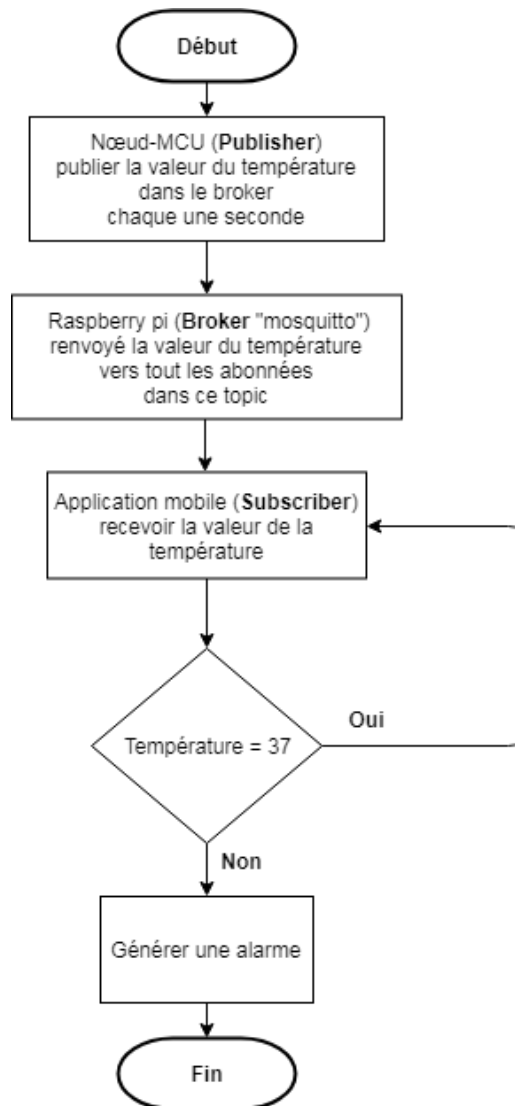 Début
Nœud-MCU (Publisher)
publier la valeur du température
dans le broker
chaque une seconde
Raspberry pi (Broker "mosquitto")
renvoyé la valeur du température
vers tout les abonnées
dans ce topic
Application mobile (Subscriber)
recevoir la valeur de la
température
Température = 37
Oui
Non
Générer une alarme
Fin